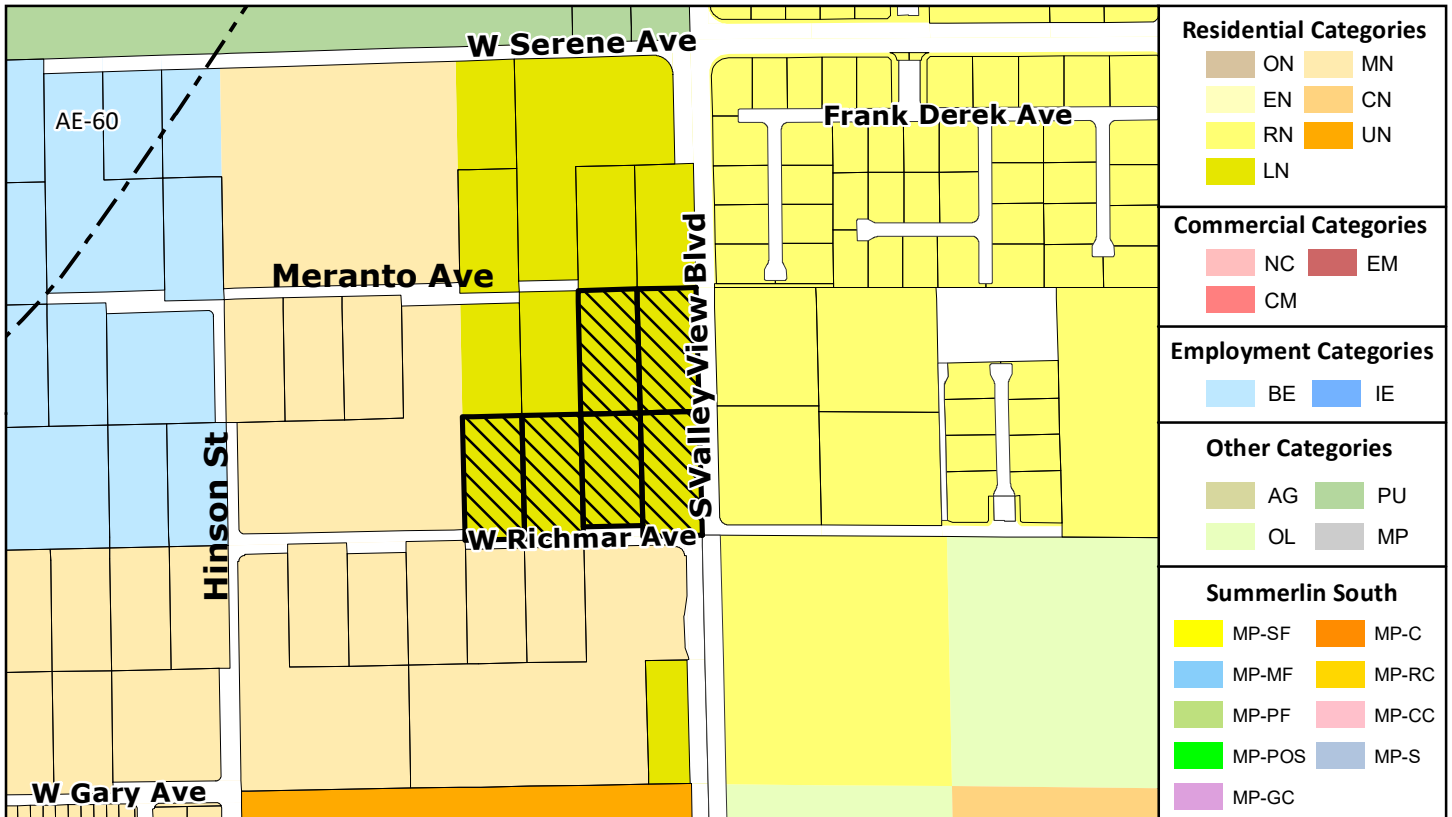 W Serene Ave
AE-60
Frank Derek Ave
Meranto Ave
S Valley View Blvd
Hinson St
W Richmar Ave
W Gary Ave
Residential Categories
ON MN
EN CN
RN UN
LN
Commercial Categories
NC EM
CM
Employment Categories
BE IE
Other Categories
AG PU
OL MP
Summerlin South
MP-SF MP-C
MP-MF MP-RC
MP-PF MP-CC
MP-POS MP-S
MP-GC